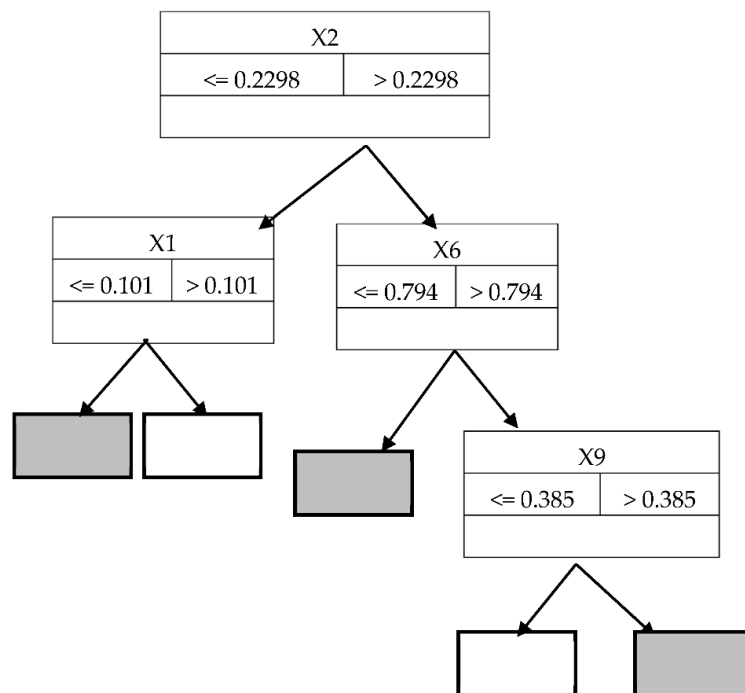 X2
<= 0.2298 > 0.2298
X1
<= 0.101 > 0.101
X6
<= 0.794 > 0.794
X9
<= 0.385 > 0.385